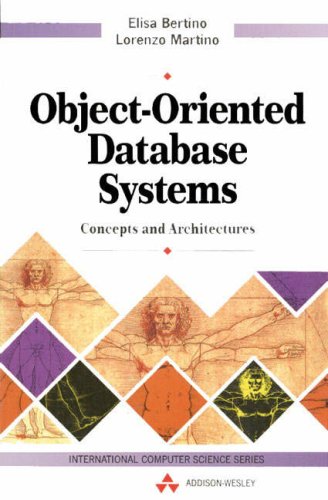 Elisa Bertino
Lorenzo Martino
Object-Oriented
Database
Systems
Concepts and Architectures
INTERNATIONAL COMPUTER SCIENCE SERIES
ADDISON-WESLEY